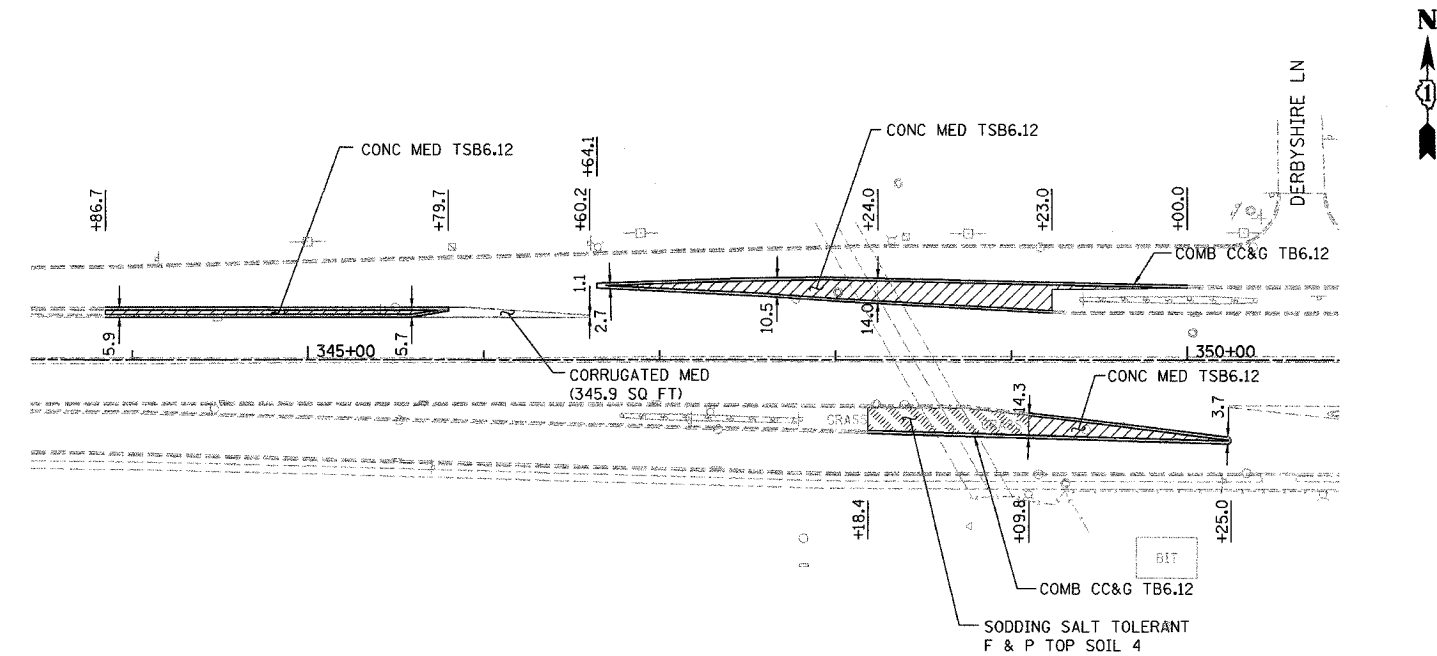 N
DERBYSHIRE LN
CONC MED TSB6.12
CONC MED TSB6.12
+64.1
+86.7
+79.7
+60.2
+24.0
+23.0
+00.0
COMB CC&G TB6.12
1.1
2.7
10.5
14.0
5.9
5.7
345+00
350+00
CORRUGATED MED
(345.9 SQ FT)
CONC MED TSB6.12
14.3
3.7
GRASS
+18.4
+09.8
+25.0
BIT
COMB CC&G TB6.12
SODDING SALT TOLERANT
F & P TOP SOIL 4